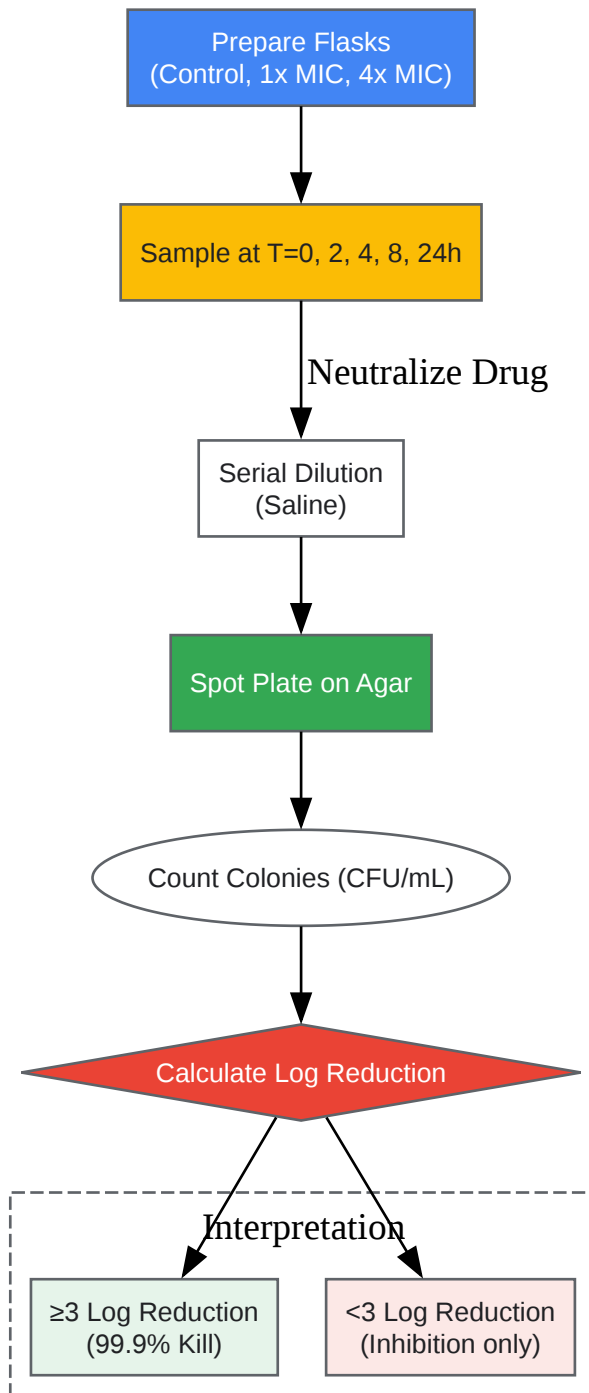 Prepare Flasks
(Control, 1x MIC, 4x MIC)
Sample at T=0, 2, 4, 8, 24h
Neutralize Drug
Serial Dilution
(Saline)
Spot Plate on Agar
Count Colonies (CFU/mL)
Calculate Log Reduction
Interpretation
≥3 Log Reduction
(99.9% Kill)
<3 Log Reduction
(Inhibition only)